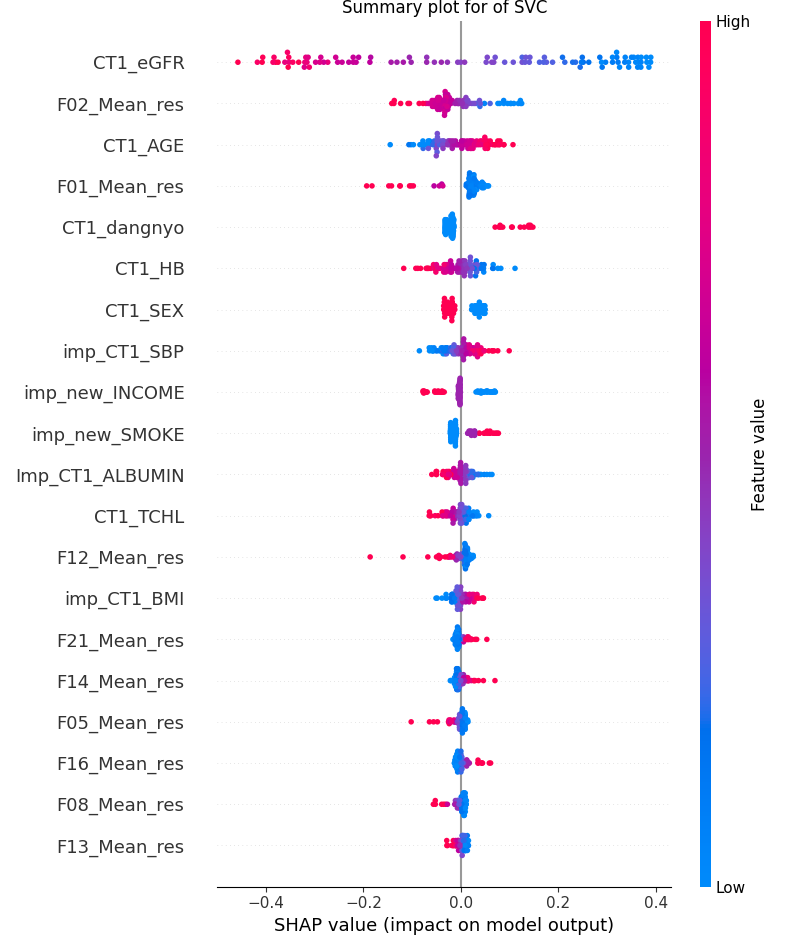 Summary plot for of SVC
High
CT1_eGFR
F02_Mean_res
CT1_AGE
F01_Mean_res
CT1_dangnyo
CT1_HB
CT1_SEX
imp_CT1_SBP
imp_new_INCOME
imp_new_SMOKE
Imp_CT1_ALBUMIN
CT1_TCHL
F12_Mean_res
imp_CT1_BMI
F21_Mean_res
F14_Mean_res
F05_Mean_res
F16_Mean_res
F08_Mean_res
F13_Mean_res
Feature value
Low
−0.4 −0.2 0.0 0.2 0.4
SHAP value (impact on model output)